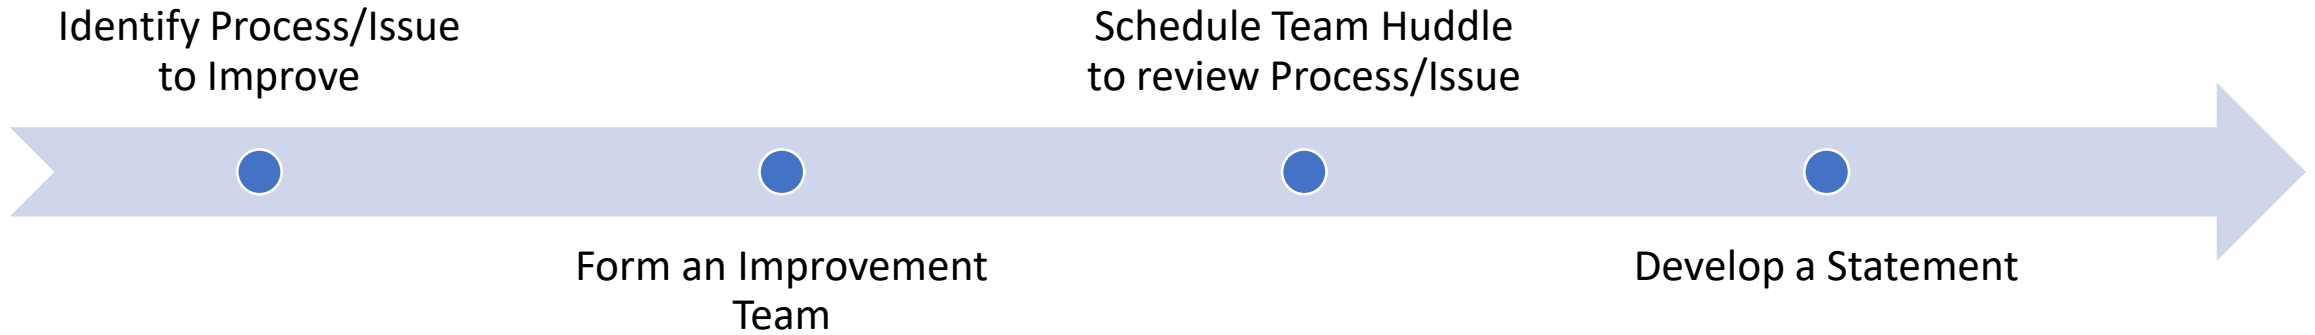 Identify Process/Issue
to Improve
Form an Improvement
Team
Schedule Team Huddle
to review Process/Issue
Develop a Statement